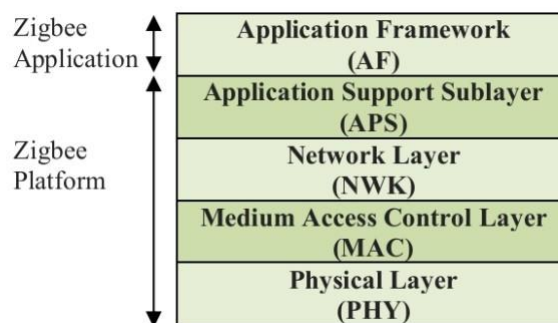 Zigbee
Application
Application Framework
(AF)
Application Support Sublayer
(APS)
Zigbee
Platform
Network Layer
(NWK)
Medium Access Control Layer
(MAC)
Physical Layer
(PHY)